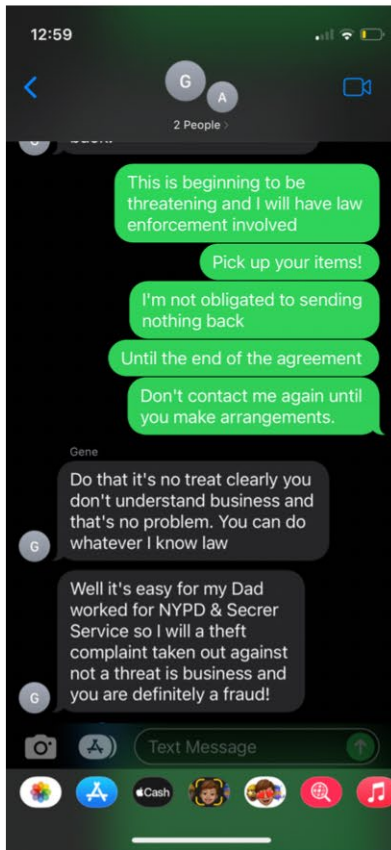 12:59
G
A
2 People >
This is beginning to be
threatening and I will have law
enforcement involved
Pick up your items!
I'm not obligated to sending
nothing back
Until the end of the agreement
Don't contact me again until
you make arrangements.
Gene
Do that it's no treat clearly you
don't understand business and
that's no problem. You can do
whatever I know law
G
Well it's easy for my Dad
worked for NYPD & Secrer
Service so I will a theft
complaint taken out against
not a threat is business and
you are definitely a fraud!
G
Text Message
Cash